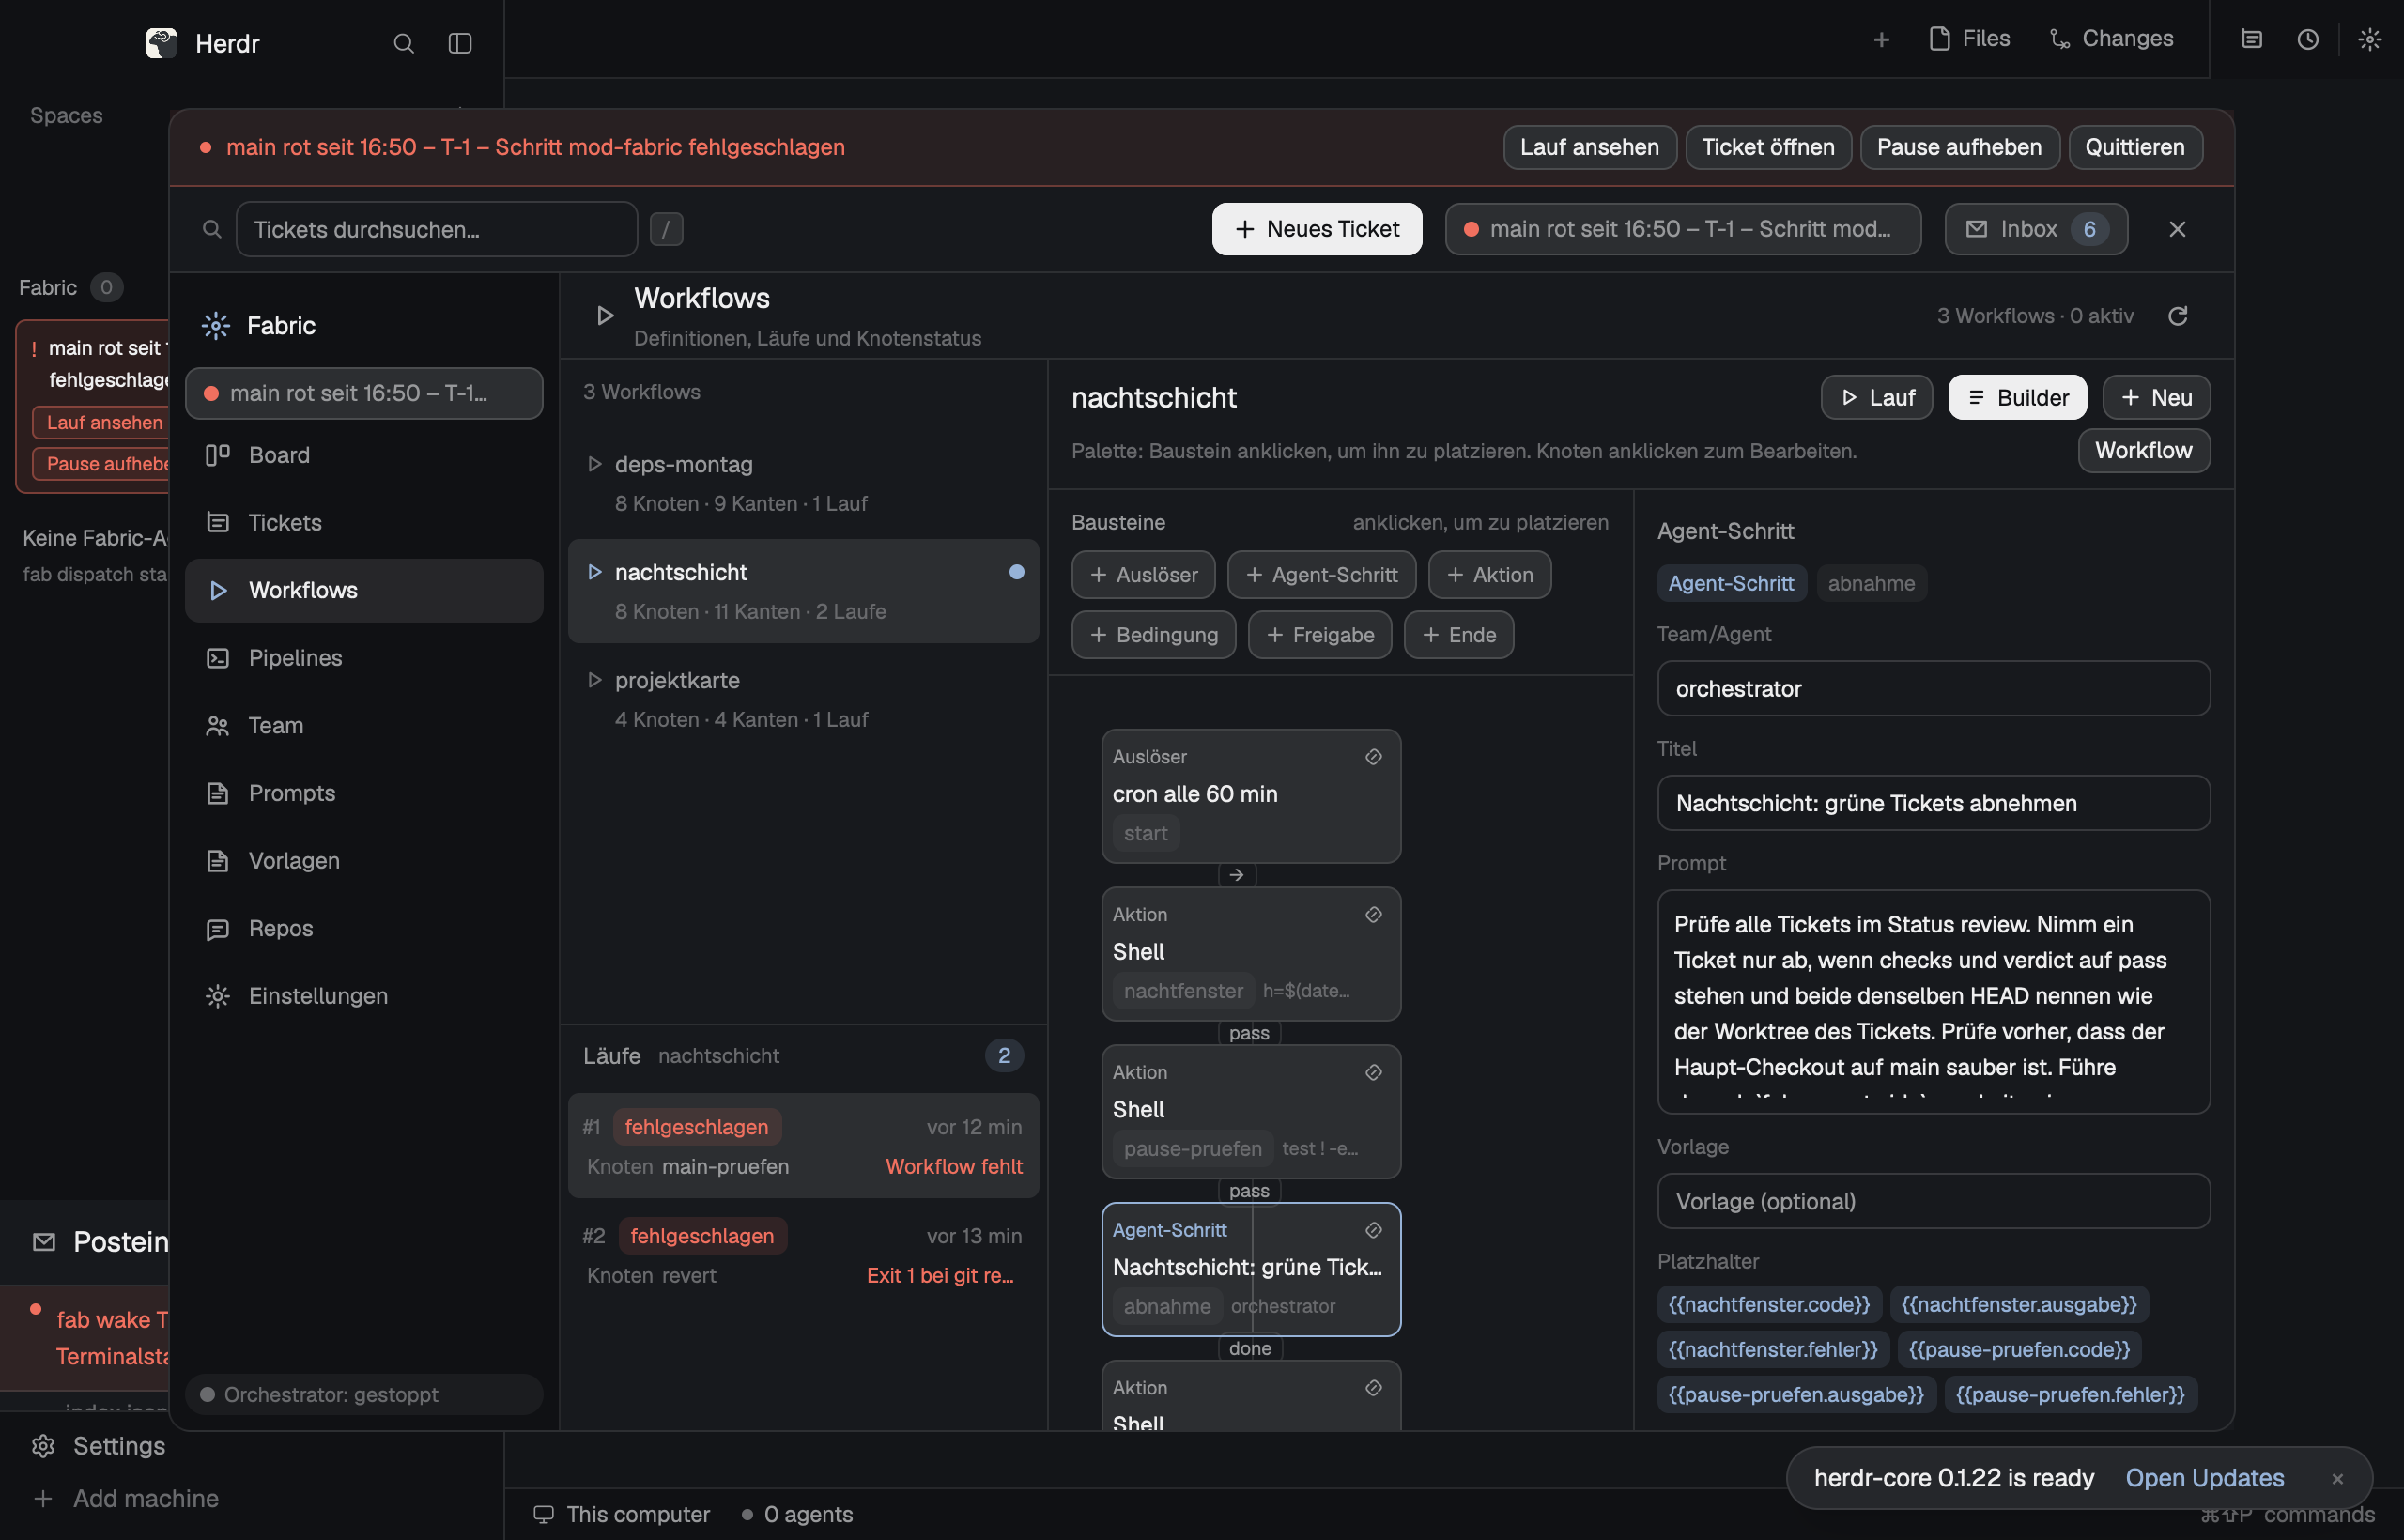 Herdr
+ Files Changes
Spaces
main rot seit 16:50 – T-1 – Schritt mod-fabric fehlgeschlagen
Lauf ansehen
Ticket öffnen
Pause aufheben
Quittieren
Tickets durchsuchen...
/
+ Neues Ticket
main rot seit 16:50 – T-1 – Schritt mod...
Inbox 6
Fabric 0
! main rot seit
fehlgeschlage
Lauf ansehen
Pause aufhebe
Keine Fabric-A
fab dispatch sta
Postein
fab wake T
Terminalsta
Settings
+ Add machine
Fabric
main rot seit 16:50 – T-1...
Board
Tickets
Workflows
Pipelines
Team
Prompts
Vorlagen
Repos
Einstellungen
Orchestrator: gestoppt
Workflows
Definitionen, Läufe und Knotenstatus
3 Workflows · 0 aktiv
3 Workflows
deps-montag
8 Knoten · 9 Kanten · 1 Lauf
nachtschicht
8 Knoten · 11 Kanten · 2 Laufe
projektkarte
4 Knoten · 4 Kanten · 1 Lauf
Läufe nachtschicht 2
#1 fehlgeschlagen vor 12 min
Knoten main-pruefen Workflow fehlt
#2 fehlgeschlagen vor 13 min
Knoten revert Exit 1 bei git re...
nachtschicht
Lauf
Builder
+ Neu
Palette: Baustein anklicken, um ihn zu platzieren. Knoten anklicken zum Bearbeiten.
Workflow
Bausteine anklicken, um zu platzieren
+ Auslöser + Agent-Schritt + Aktion
+ Bedingung + Freigabe + Ende
Auslöser
cron alle 60 min
start
→
Aktion
Shell
nachtfenster h=$(date...
pass
Aktion
Shell
pause-pruefen test ! -e...
pass
Agent-Schritt
Nachtschicht: grüne Tick...
abnahme orchestrator
done
Aktion
Shell
Agent-Schritt
Agent-Schritt abnahme
Team/Agent
orchestrator
Titel
Nachtschicht: grüne Tickets abnehmen
Prompt
Prüfe alle Tickets im Status review. Nimm ein
Ticket nur ab, wenn checks und verdict auf pass
stehen und beide denselben HEAD nennen wie
der Worktree des Tickets. Prüfe vorher, dass der
Haupt-Checkout auf main sauber ist. Führe
Vorlage
Vorlage (optional)
Platzhalter
{{nachtfenster.code}} {{nachtfenster.ausgabe}}
{{nachtfenster.fehler}} {{pause-pruefen.code}}
{{pause-pruefen.ausgabe}} {{pause-pruefen.fehler}}
herdr-core 0.1.22 is ready Open Updates ×
This computer 0 agents
⌘⇧P commands